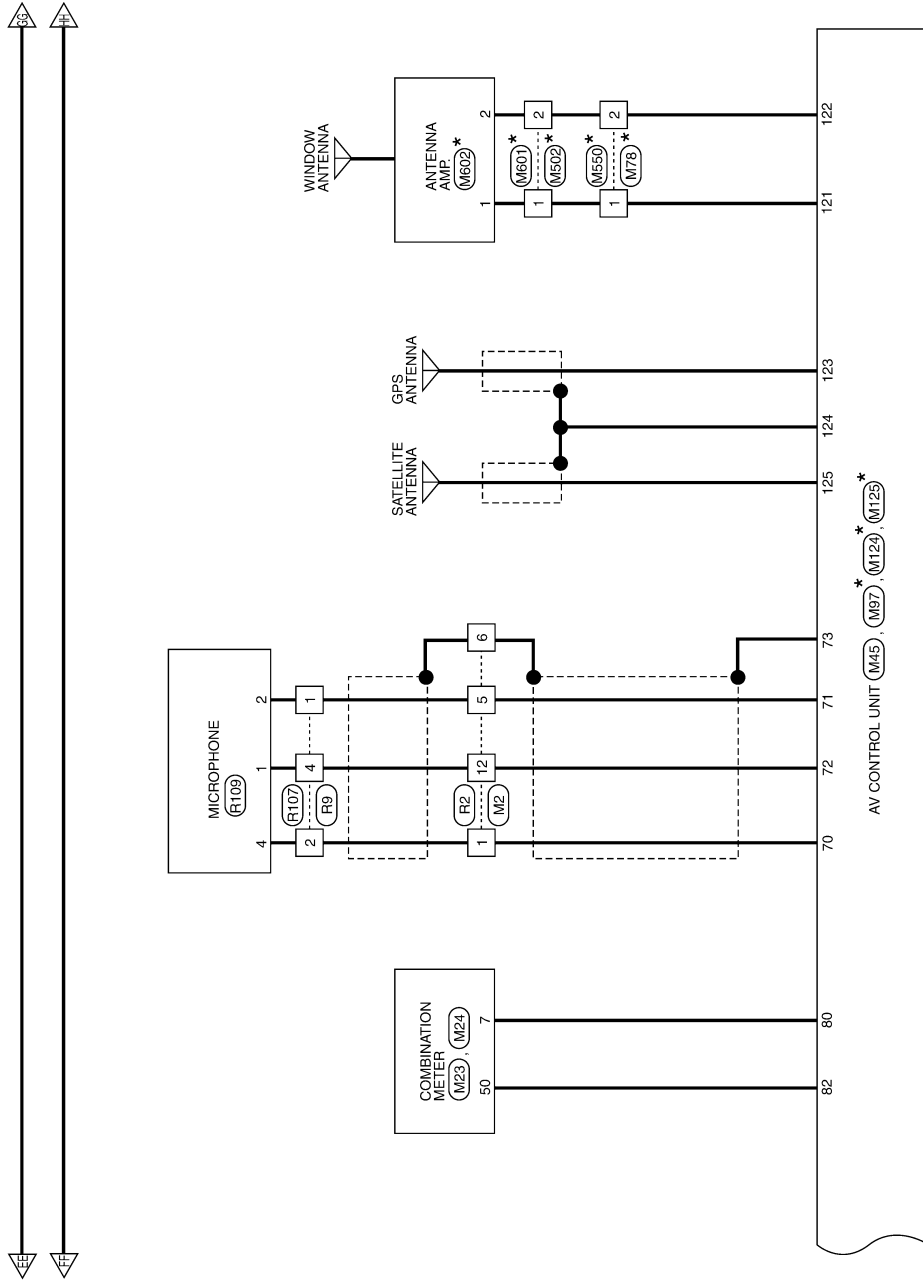 GG
HH
EE
FF
WINDOW
ANTENNA
ANTENNA
AMP.
M602 *
1
2
1
2
M601 *
M502 *
1
2
M550 *
M78 *
121
122
GPS
ANTENNA
SATELLITE
ANTENNA
125
124
123
MICROPHONE
R109
4
1
2
2
4
1
R107
R9
1
12
5
6
R2
M2
70
72
71
73
COMBINATION
METER
M23 , M24
50
7
82
80
AV CONTROL UNIT M45 , M97 * , M124 * , M125 *